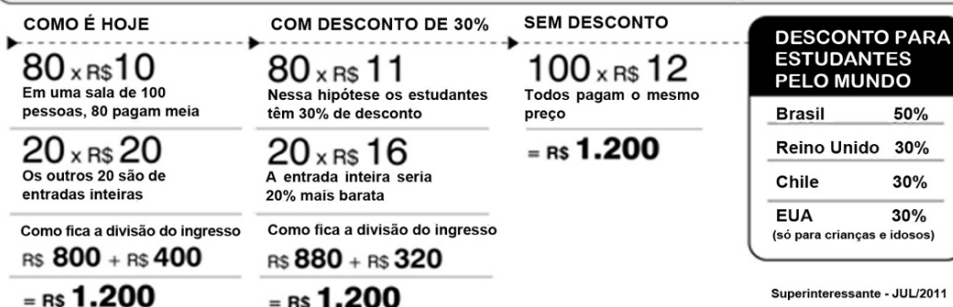 COMO É HOJE
80 x R$ 10
Em uma sala de 100
pessoas, 80 pagam meia
20 x R$ 20
Os outros 20 são de
entradas inteiras
Como fica a divisão do ingresso
R$ 800 + R$ 400
= R$ 1.200
COM DESCONTO DE 30%
80 x R$ 11
Nessa hipótese os estudantes
têm 30% de desconto
20 x R$ 16
A entrada inteira seria
20% mais barata
Como fica a divisão do ingresso
R$ 880 + R$ 320
= R$ 1.200
SEM DESCONTO
100 x R$ 12
Todos pagam o mesmo
preço
= R$ 1.200
DESCONTO PARA
ESTUDANTES
PELO MUNDO
Brasil 50%
Reino Unido 30%
Chile 30%
EUA 30%
(só para crianças e idosos)
Superinteressante - JUL/2011